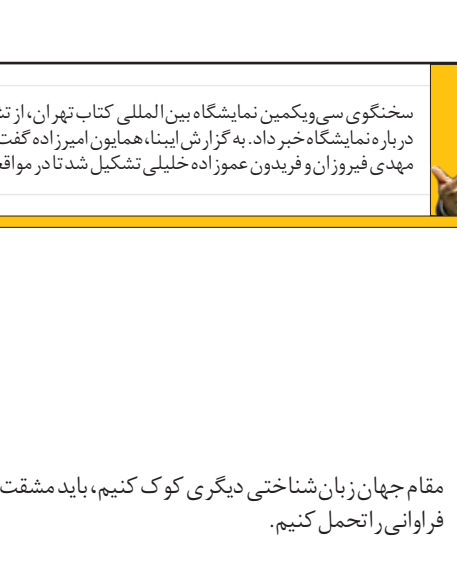 سخنگوی سی‌ویکمین نمایشگاه بین‌المللی کتاب تهران، از
درباره نمایشگاه خبر داد. به گزارش ایبنا، همایون امیرزاده گفت
مهدی فیروزان و فریدون عموزاده خلیلی تشکیل شد تا در
مقام جهان زبان‌شناختی دیگری کوک کنیم، باید مشقت
فراوانی را تحمل کنیم.